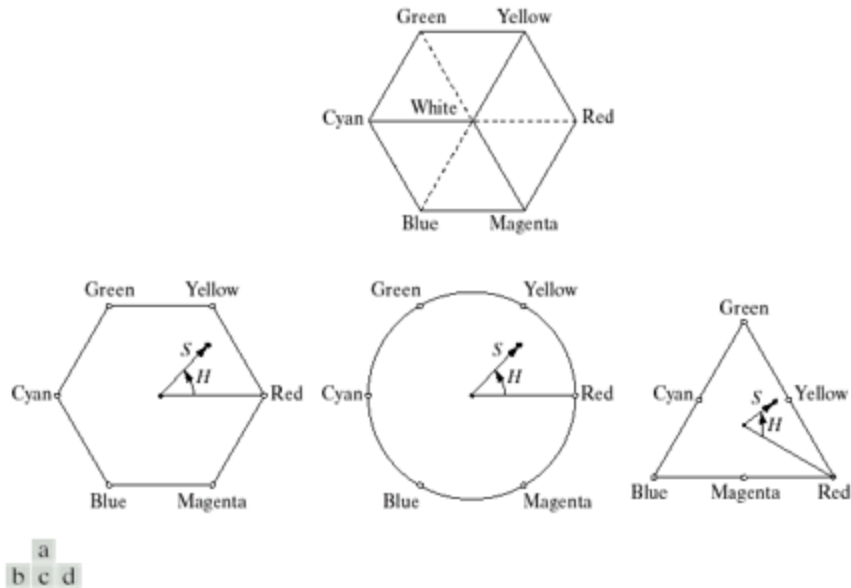 Green Yellow
Cyan White Red
Blue Magenta
Green Yellow
S
H
Cyan Red
Blue Magenta
Green Yellow
S
H
Cyan Red
Blue Magenta
Green
Cyan S Yellow
H
Blue Magenta Red
a
b c d